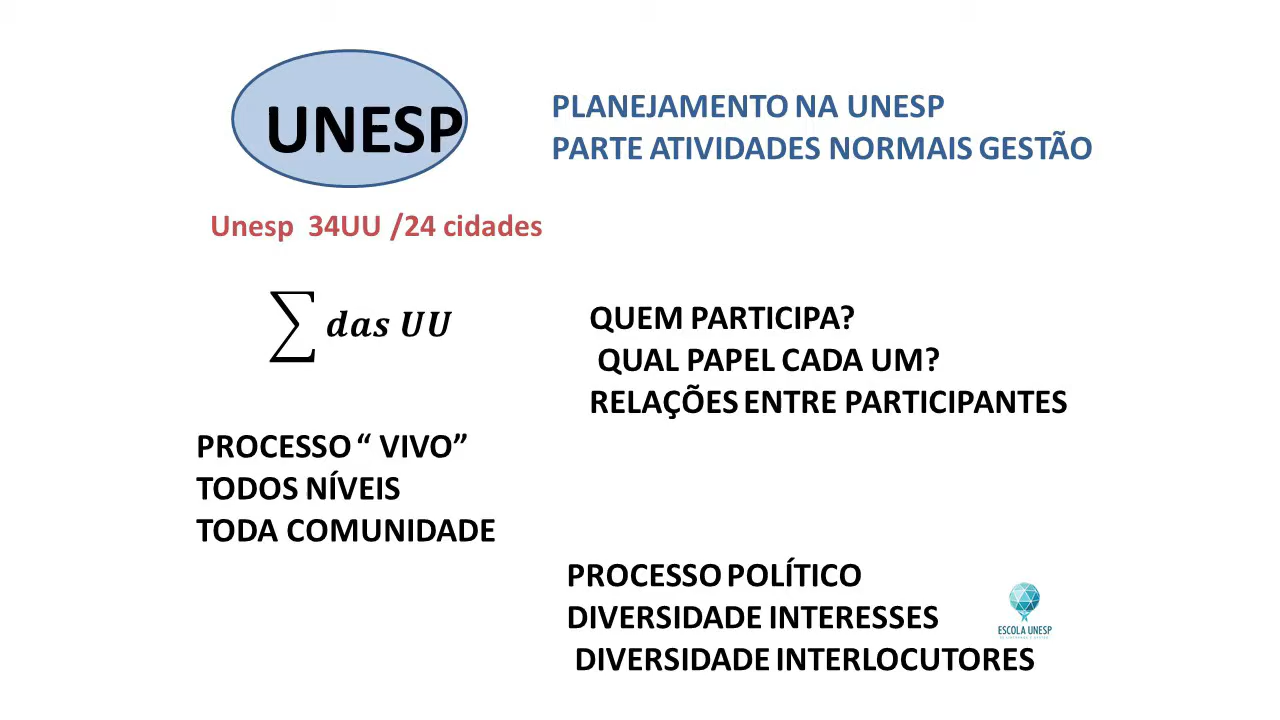 UNESP
PLANEJAMENTO NA UNESP
PARTE ATIVIDADES NORMAIS GESTÃO
Unesp 34UU /24 cidades
∑ das UU
QUEM PARTICIPA?
QUAL PAPEL CADA UM?
RELAÇÕES ENTRE PARTICIPANTES
PROCESSO “ VIVO”
TODOS NÍVEIS
TODA COMUNIDADE
PROCESSO POLÍTICO
DIVERSIDADE INTERESSES
DIVERSIDADE INTERLOCUTORES
ESCOLA UNESP